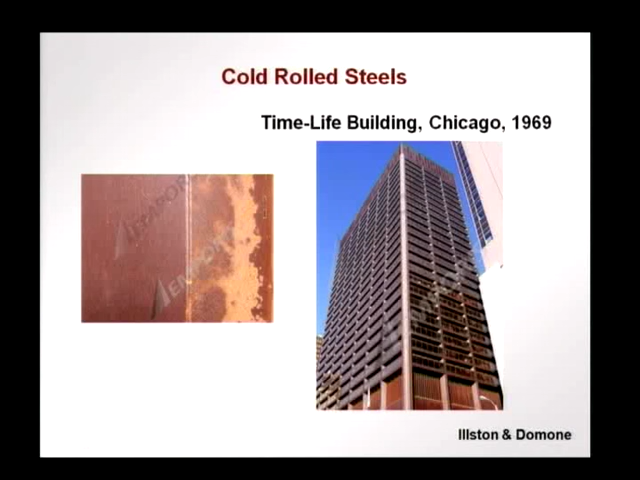 Cold Rolled Steels
Time-Life Building, Chicago, 1969
Illston & Domone